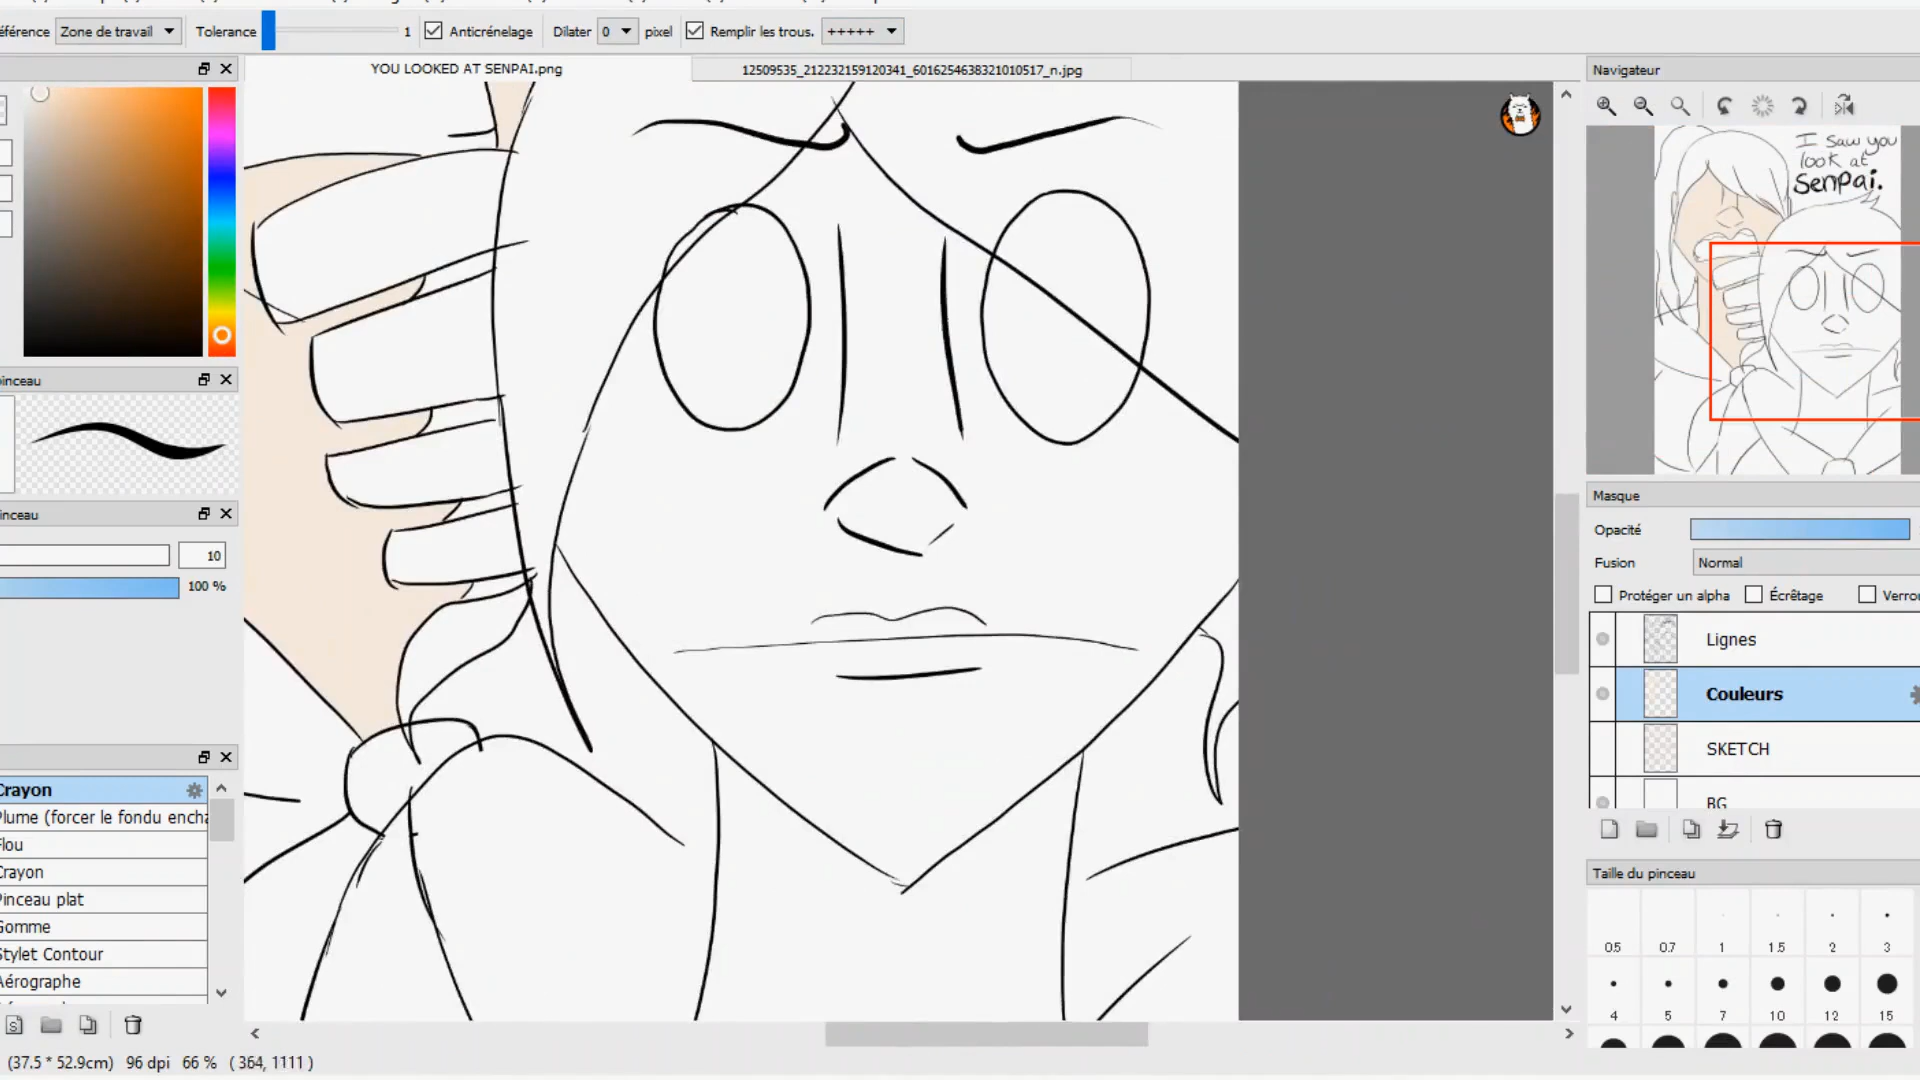 éférence Zone de travail Tolerance 1 Anticrénelage Dilater 0 pixel Remplir les trous. +++++
YOU LOOKED AT SENPAI.png
12509535_212232159120341_6016254638321010517_n.jpg
Navigateur
I Saw you
look at
Senpai.
inceau
inceau
10
100 %
Masque
Opacité
Fusion Normal
Protéger un alpha Écrêtage Verro
Lignes
Couleurs
SKETCH
BG
Crayon
Plume (forcer le fondu encha
Flou
Crayon
Pinceau plat
Gomme
Stylet Contour
Aérographe
Taille du pinceau
0.5 0.7 1 1.5 2 3
4 5 7 10 12 15
(37.5 * 52.9cm) 96 dpi 66 % ( 364, 1111 )